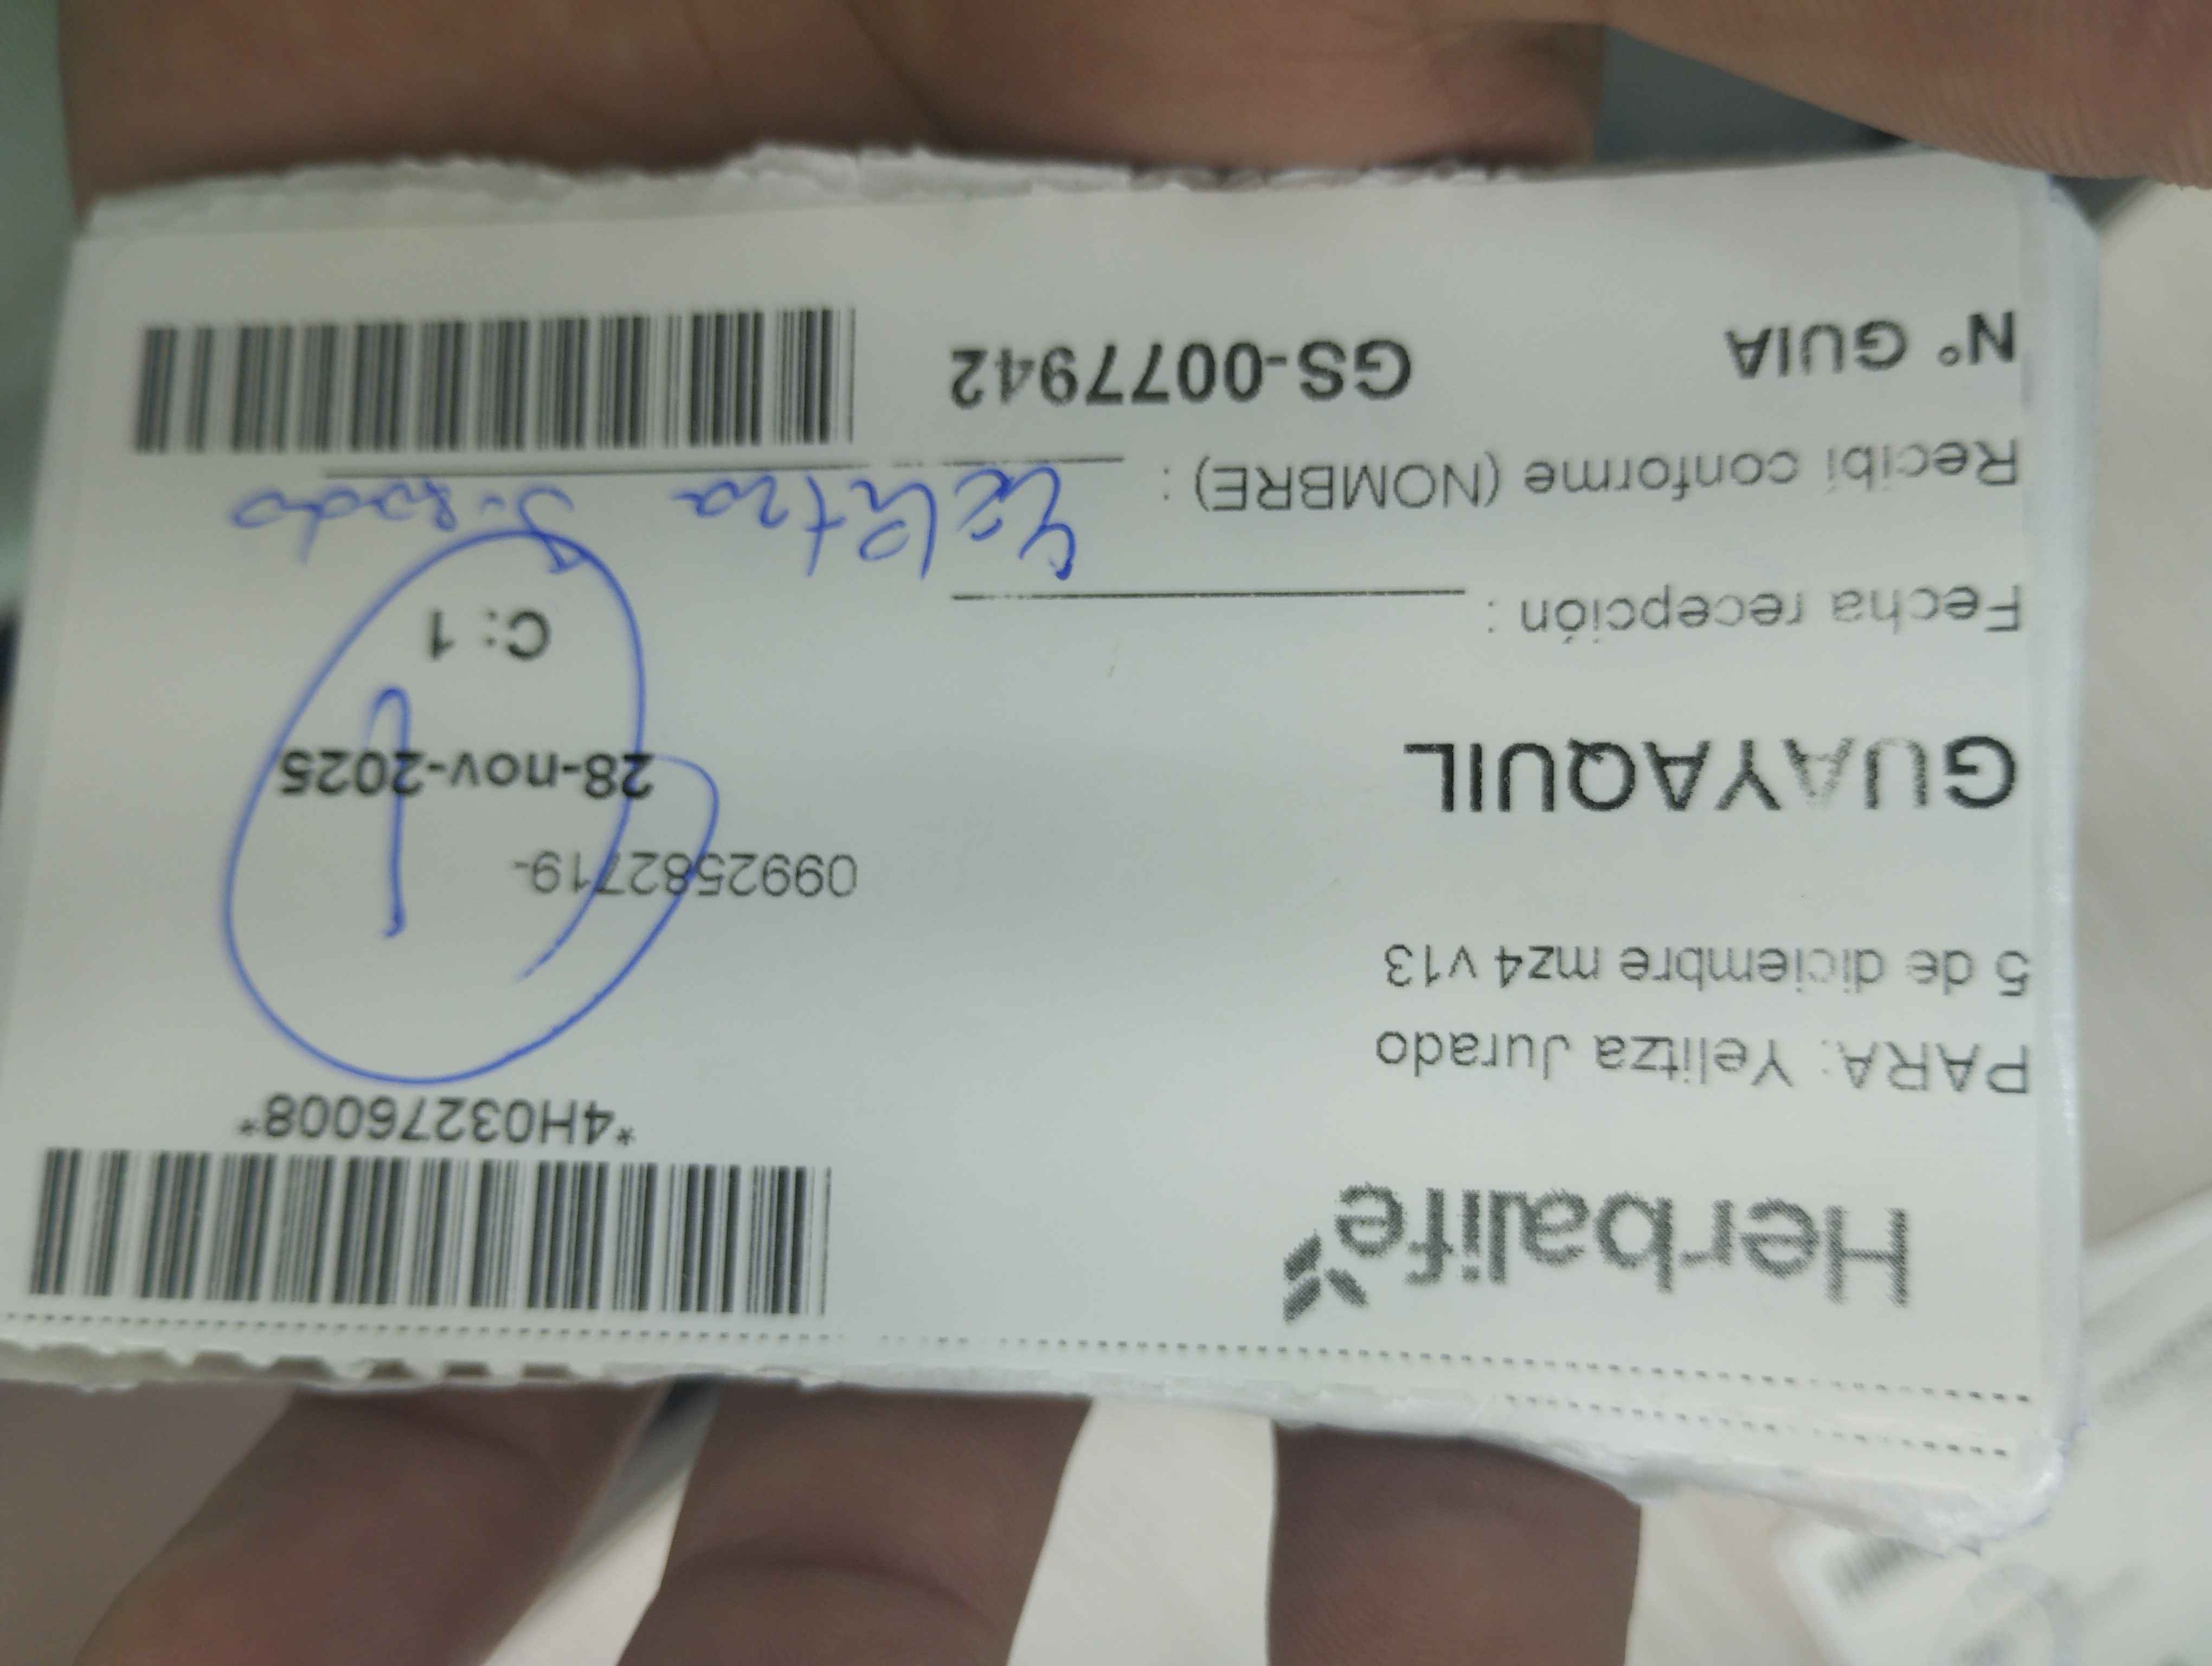 Herbalife
*4H03276008*
PARA: Yelitza Jurado
5 de diciembre mz4 v13
0992582719-
GUAYAQUIL
28-nov-2025
C: 1
Fecha recepción :
Recibí conforme (NOMBRE) : Yelitza Jurado
N° GUIA GS-0077942